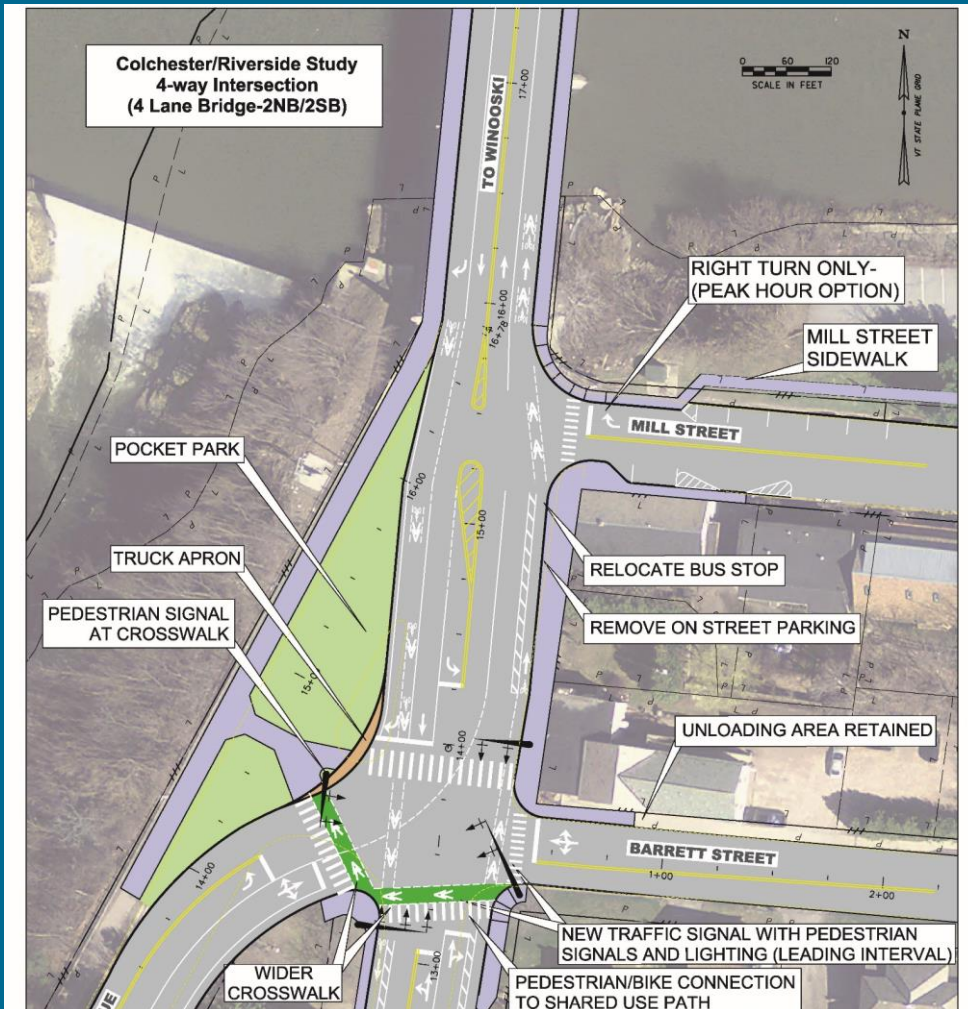 Colchester/Riverside Study
4-way Intersection
(4 Lane Bridge-2NB/2SB)
TO WINOOSKI
17+00
0 60 120
SCALE IN FEET
N
VT STATE PLANE GRID
RIGHT TURN ONLY-
(PEAK HOUR OPTION)
16+00
16+78
MILL STREET
SIDEWALK
MILL STREET
POCKET PARK
16+00
15+00
TRUCK APRON
RELOCATE BUS STOP
PEDESTRIAN SIGNAL
AT CROSSWALK
REMOVE ON STREET PARKING
15+00
UNLOADING AREA RETAINED
14+00
BARRETT STREET
1+00
2+00
14+00
NEW TRAFFIC SIGNAL WITH PEDESTRIAN
SIGNALS AND LIGHTING (LEADING INTERVAL)
WIDER
CROSSWALK
13+00
PEDESTRIAN/BIKE CONNECTION
TO SHARED USE PATH
UE